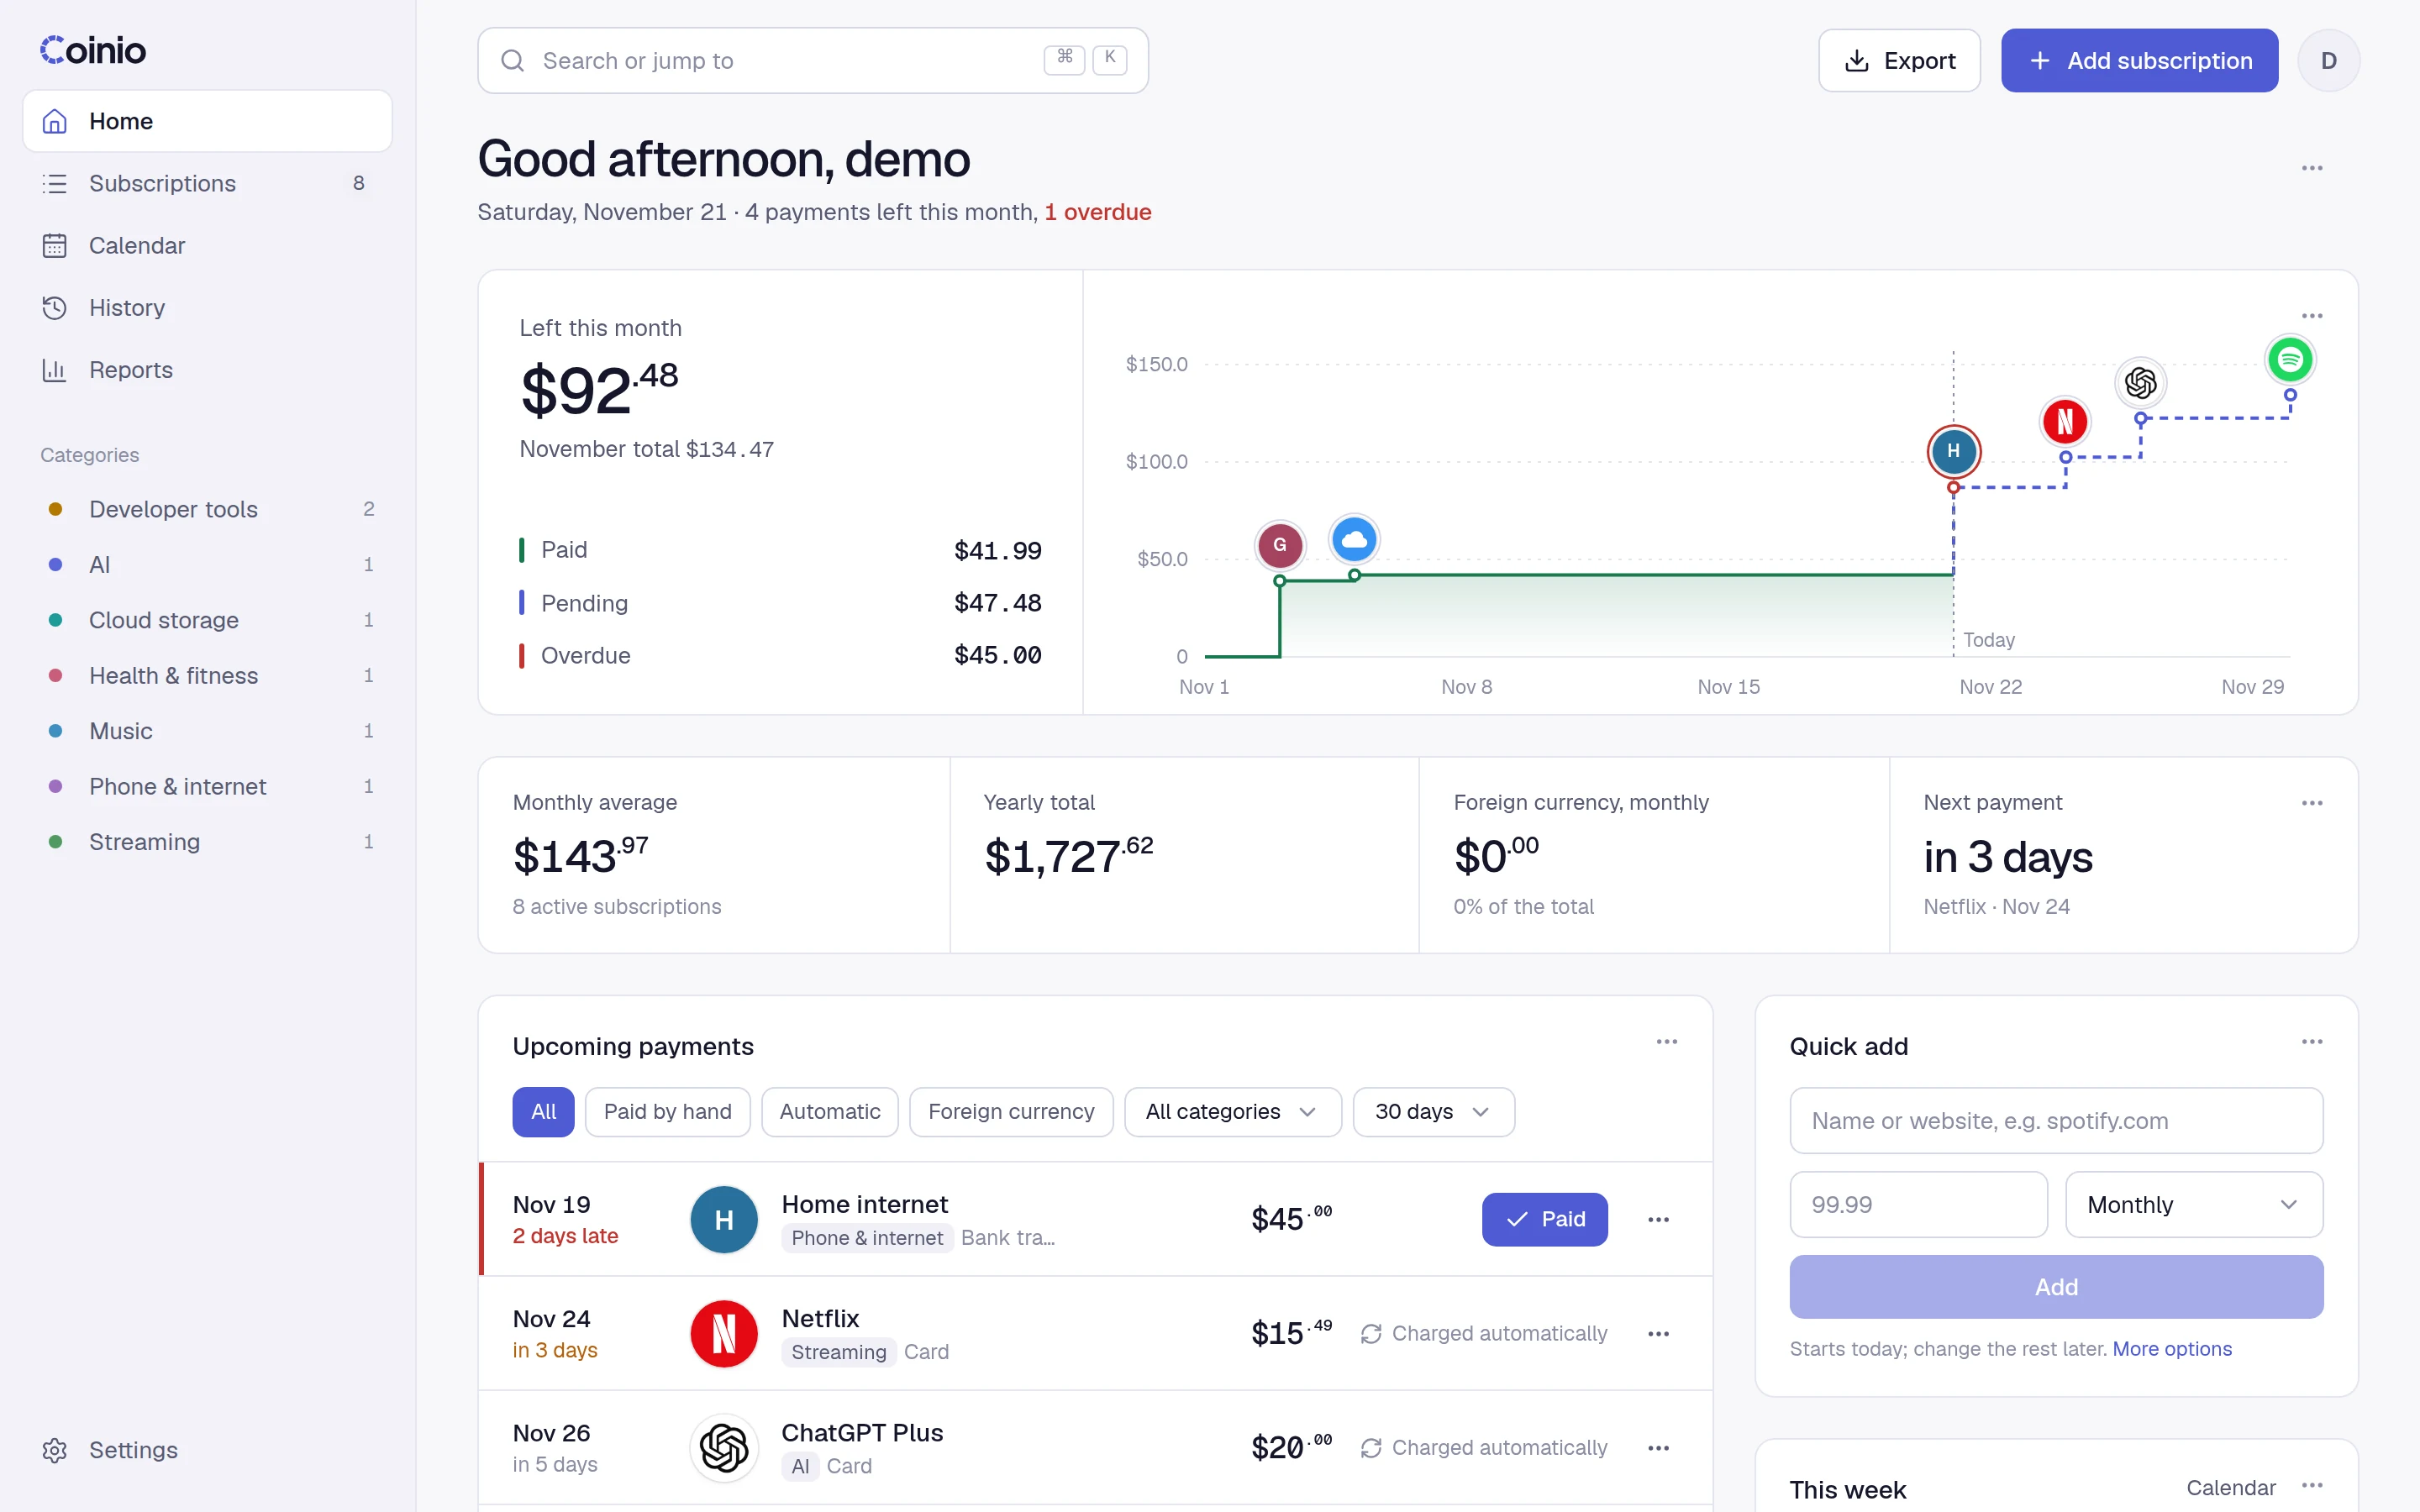 Coinio
Home
Subscriptions 8
Calendar
History
Reports
Categories
Developer tools 2
AI 1
Cloud storage 1
Health & fitness 1
Music 1
Phone & internet 1
Streaming 1
Settings
Search or jump to ⌘ K
Export
+ Add subscription
D
Good afternoon, demo
Saturday, November 21 · 4 payments left this month, 1 overdue
Left this month
$92.48
November total $134.47
Paid $41.99
Pending $47.48
Overdue $45.00
$150.0
$100.0
$50.0
0
G
H
N
Today
Nov 1 Nov 8 Nov 15 Nov 22 Nov 29
Monthly average
$143.97
8 active subscriptions
Yearly total
$1,727.62
Foreign currency, monthly
$0.00
0% of the total
Next payment
in 3 days
Netflix · Nov 24
Upcoming payments
All Paid by hand Automatic Foreign currency All categories 30 days
Nov 19
2 days late
H
Home internet
Phone & internet Bank tra...
$45.00
Paid
Nov 24
in 3 days
N
Netflix
Streaming Card
$15.49
Charged automatically
Nov 26
in 5 days
ChatGPT Plus
AI Card
$20.00
Charged automatically
Quick add
Name or website, e.g. spotify.com
99.99
Monthly
Add
Starts today; change the rest later. More options
This week
Calendar